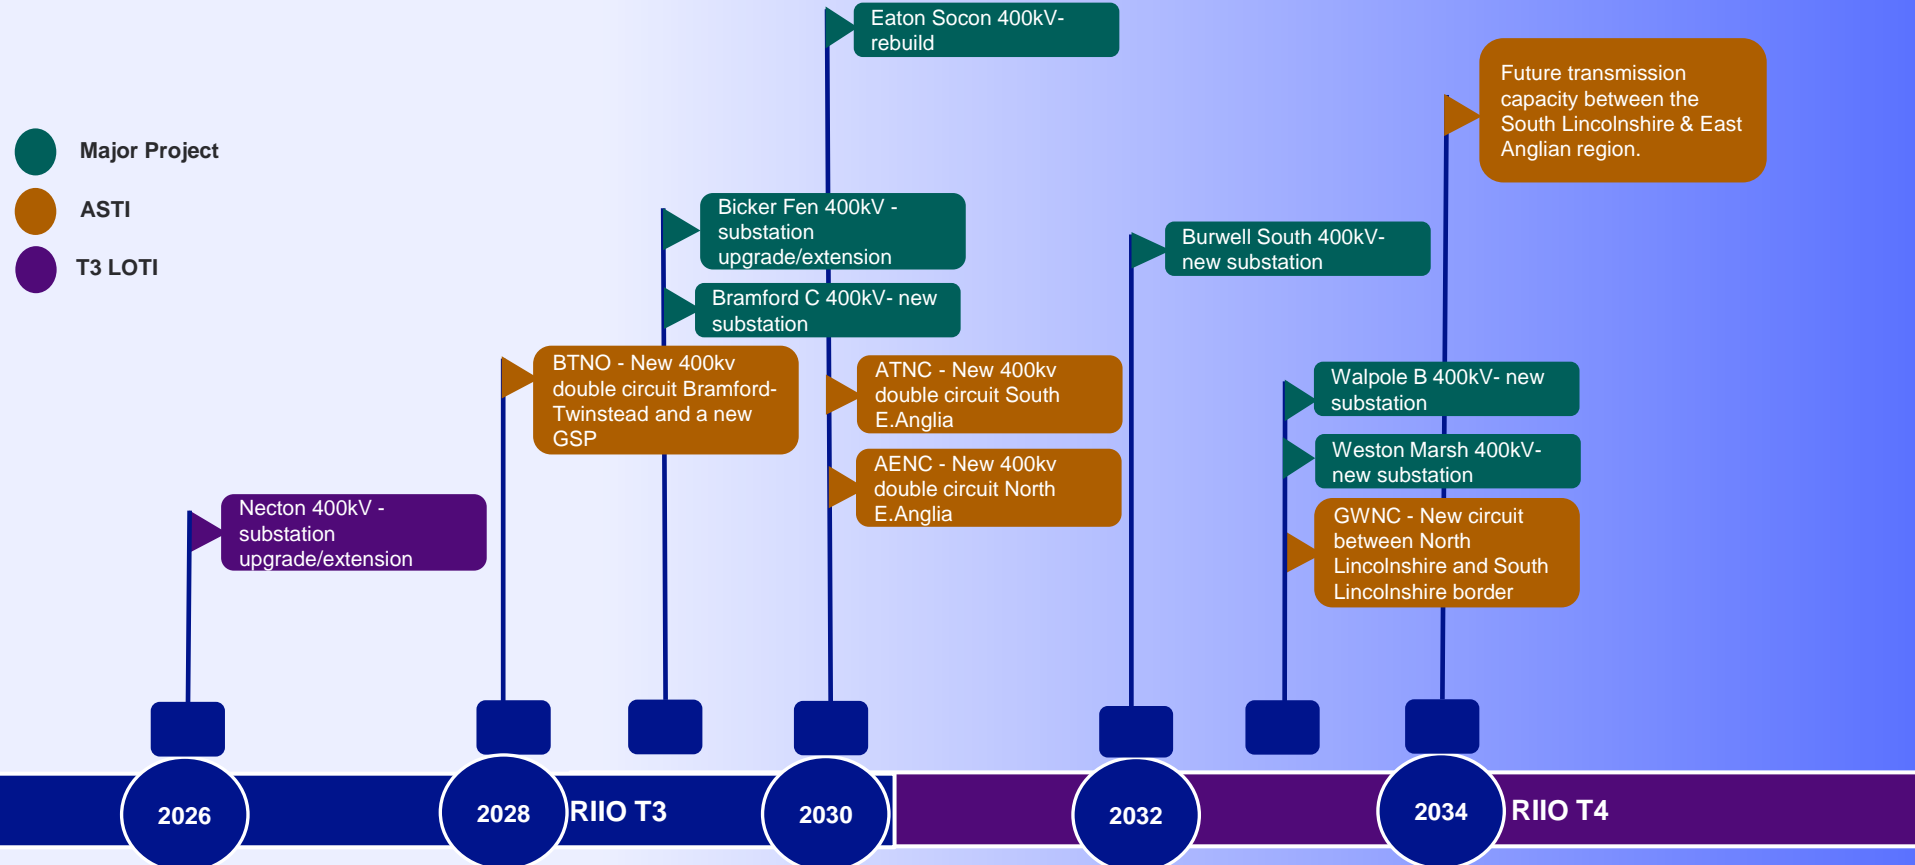 Eaton Socon 400kV-
rebuild
Future transmission
capacity between the
South Lincolnshire & East
Anglian region.
Major Project
ASTI
T3 LOTI
Bicker Fen 400kV -
substation
upgrade/extension
Burwell South 400kV-
new substation
Bramford C 400kV- new
substation
BTNO - New 400kv
double circuit Bramford-
Twinstead and a new
GSP
ATNC - New 400kv
double circuit South
E.Anglia
Walpole B 400kV- new
substation
Weston Marsh 400kV-
new substation
AENC - New 400kv
double circuit North
E.Anglia
Necton 400kV -
substation
upgrade/extension
GWNC - New circuit
between North
Lincolnshire and South
Lincolnshire border
2026
2028
RIIO T3
2030
2032
2034
RIIO T4